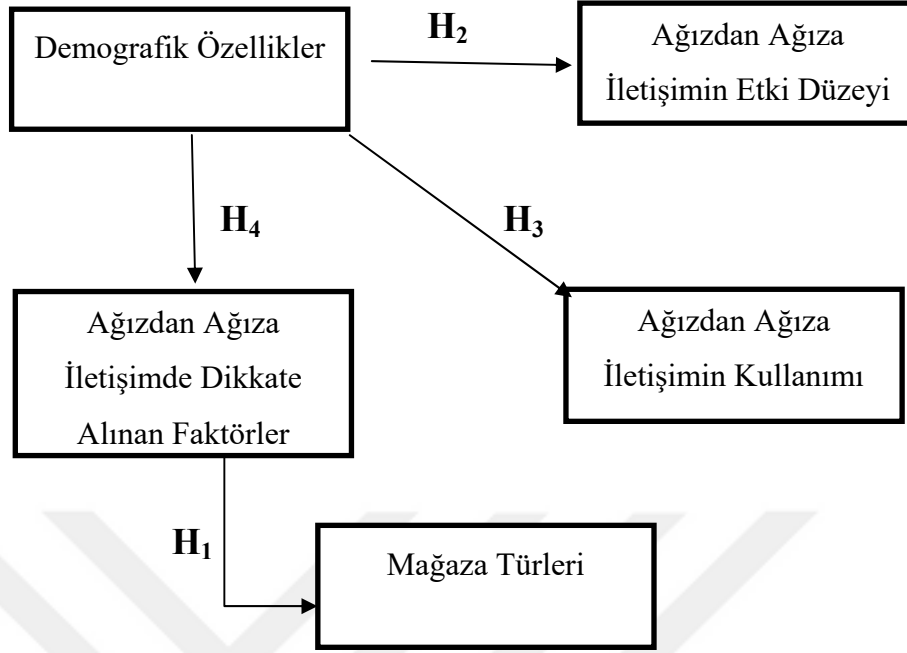 Demografik Özellikler
H₂
Ağızdan Ağıza
İletişimin Etki Düzeyi
H₄
H₃
Ağızdan Ağıza
İletişimde Dikkate
Alınan Faktörler
Ağızdan Ağıza
İletişimin Kullanımı
H₁
Mağaza Türleri